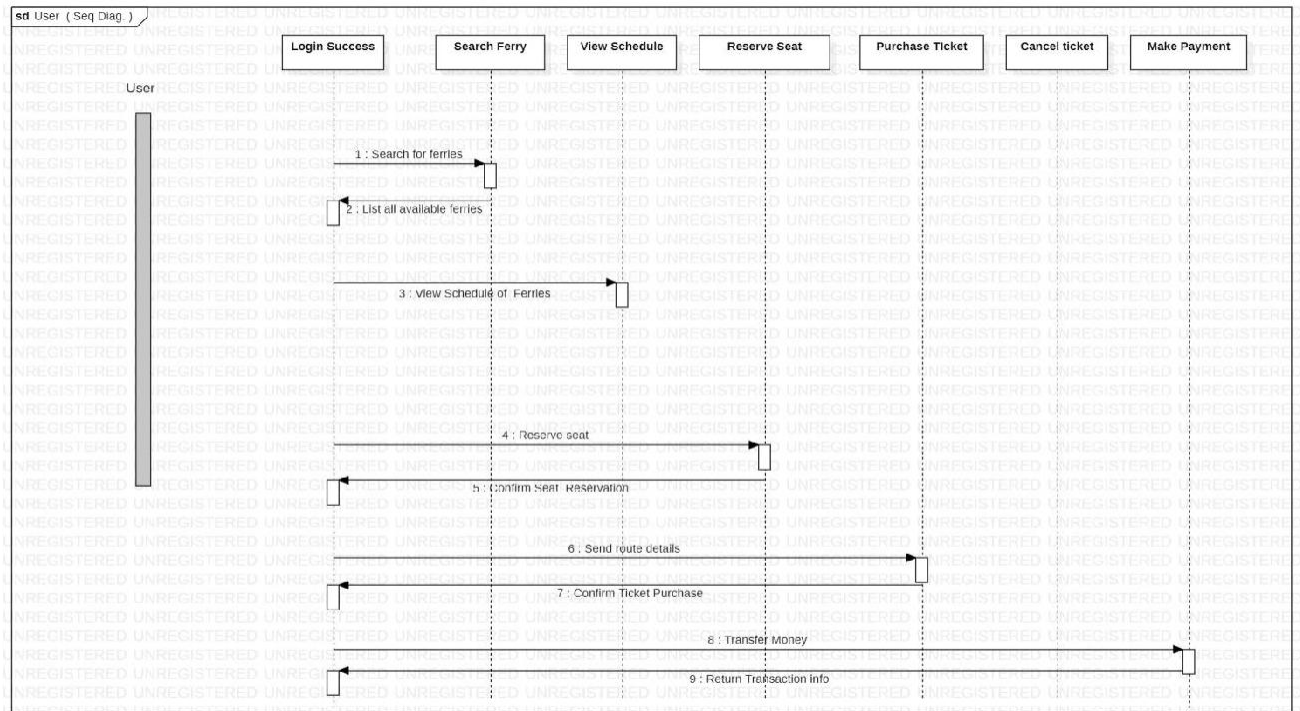 sd User ( Seq Diag. )
Login Success
Search Ferry
View Schedule
Reserve Seat
Purchase Ticket
Cancel ticket
Make Payment
User
1 : Search for ferries
2 : List all available ferries
3 : View Schedule of Ferries
4 : Reserve seat
5 : Confirm Seat Reservation
6 : Send route details
7 : Confirm Ticket Purchase
8 : Transfer Money
9 : Return Transaction info
UNREGISTERED